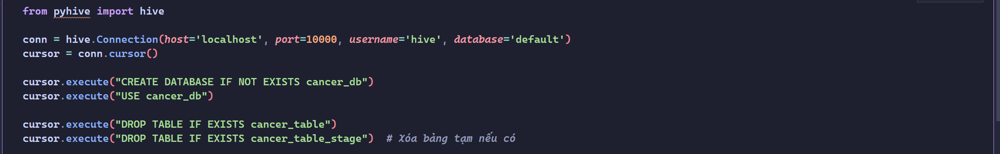 from pyhive import hive
conn = hive.Connection(host='localhost', port=10000, username='hive', database='default')
cursor = conn.cursor()
cursor.execute("CREATE DATABASE IF NOT EXISTS cancer_db")
cursor.execute("USE cancer_db")
cursor.execute("DROP TABLE IF EXISTS cancer_table")
cursor.execute("DROP TABLE IF EXISTS cancer_table_stage")  # Xóa bảng tạm nếu có